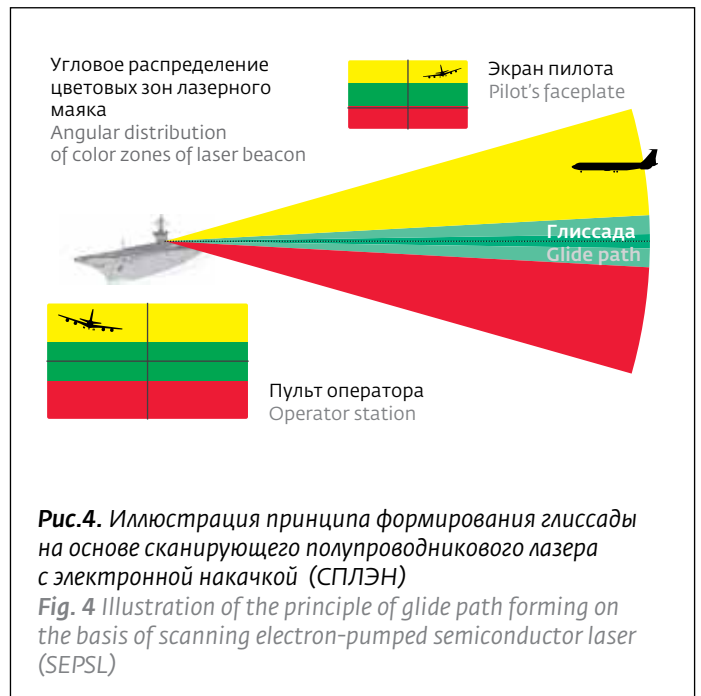 Угловое распределение
цветовых зон лазерного
маяка
Angular distribution
of color zones of laser beacon
Экран пилота
Pilot's faceplate
Глиссада
Glide path
Пульт оператора
Operator station
Рис.4. Иллюстрация принципа формирования глиссады
на основе сканирующего полупроводникового лазера
с электронной накачкой (СПЛЭН)
Fig. 4 Illustration of the principle of glide path forming on
the basis of scanning electron-pumped semiconductor laser
(SEPSL)